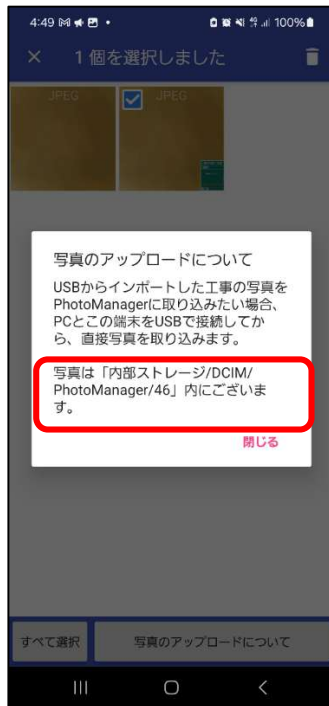 4:49
100%
× 1 個を選択しました
JPEG
JPEG
写真のアップロードについて
USBからインポートした工事の写真を
PhotoManagerに取り込みたい場合、
PCとこの端末をUSBで接続してか
ら、直接写真を取り込みます。
写真は「内部ストレージ/DCIM/
PhotoManager/46」内にございま
す。
閉じる
すべて選択
写真のアップロードについて